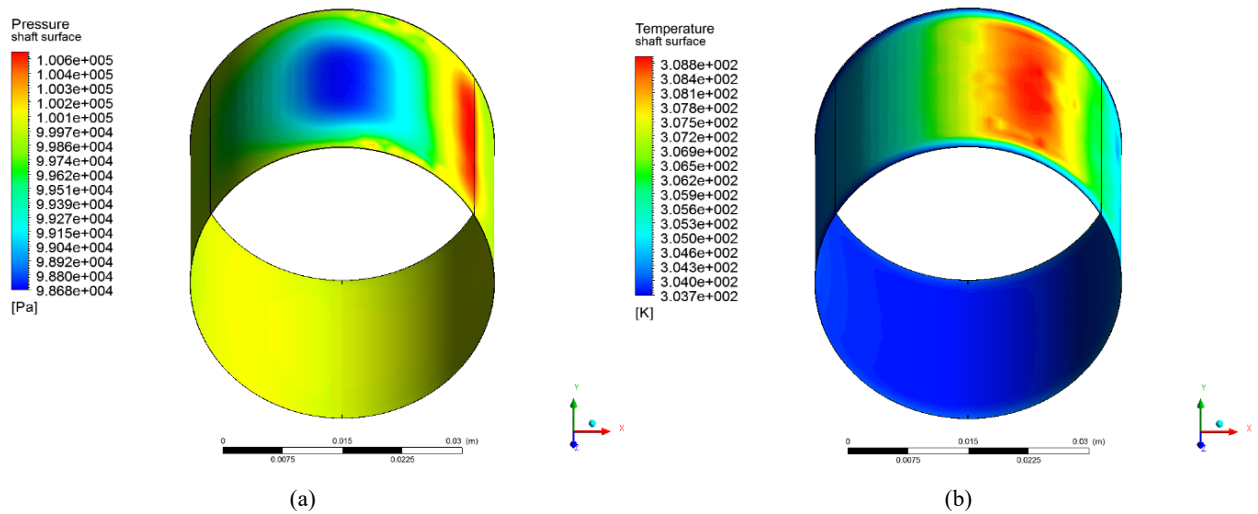 Pressure
shaft surface
1.006e+005
1.004e+005
1.003e+005
1.002e+005
1.001e+005
9.997e+004
9.986e+004
9.974e+004
9.962e+004
9.951e+004
9.939e+004
9.927e+004
9.915e+004
9.904e+004
9.892e+004
9.880e+004
9.868e+004
[Pa]
0 0.015 0.03 (m)
0.0075 0.0225
Y
X
Z
(a)
Temperature
shaft surface
3.088e+002
3.084e+002
3.081e+002
3.078e+002
3.075e+002
3.072e+002
3.069e+002
3.065e+002
3.062e+002
3.059e+002
3.056e+002
3.053e+002
3.050e+002
3.046e+002
3.043e+002
3.040e+002
3.037e+002
[K]
0 0.015 0.03 (m)
0.0075 0.0225
Y
X
Z
(b)